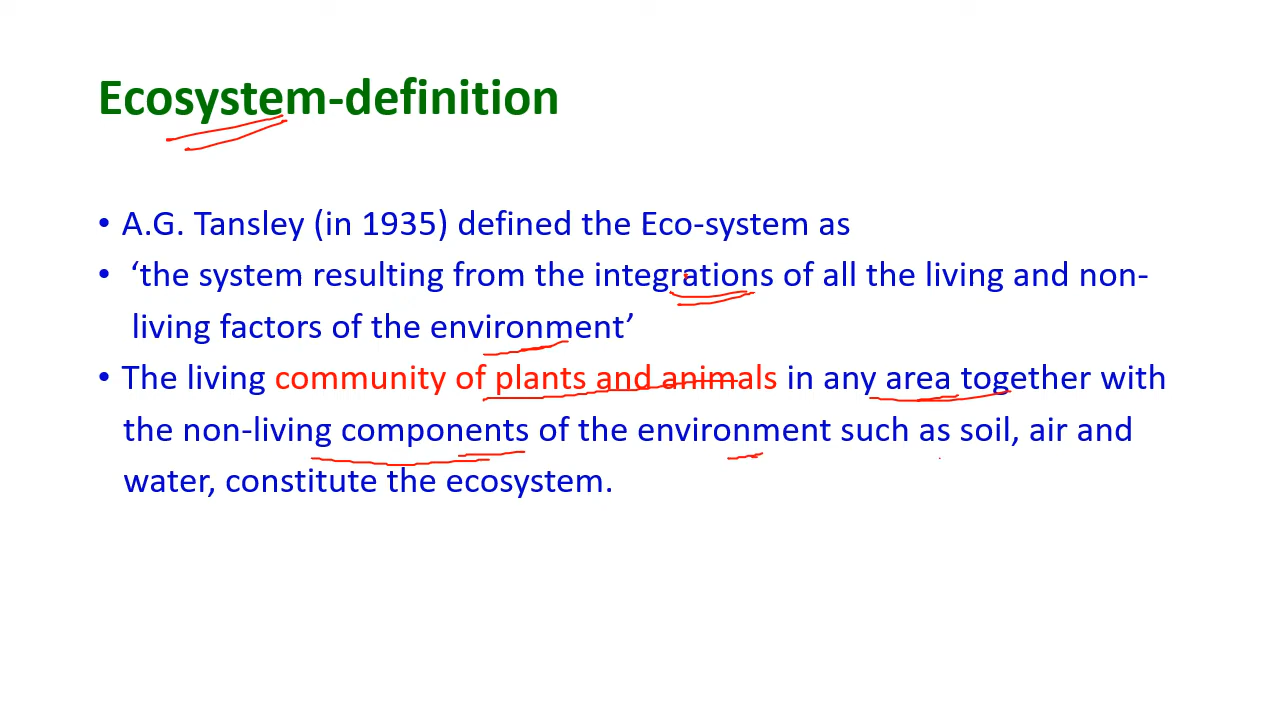 Ecosystem-definition
• A.G. Tansley (in 1935) defined the Eco-system as
• ‘the system resulting from the integrations of all the living and non-
living factors of the environment’
• The living community of plants and animals in any area together with
the non-living components of the environment such as soil, air and
water, constitute the ecosystem.